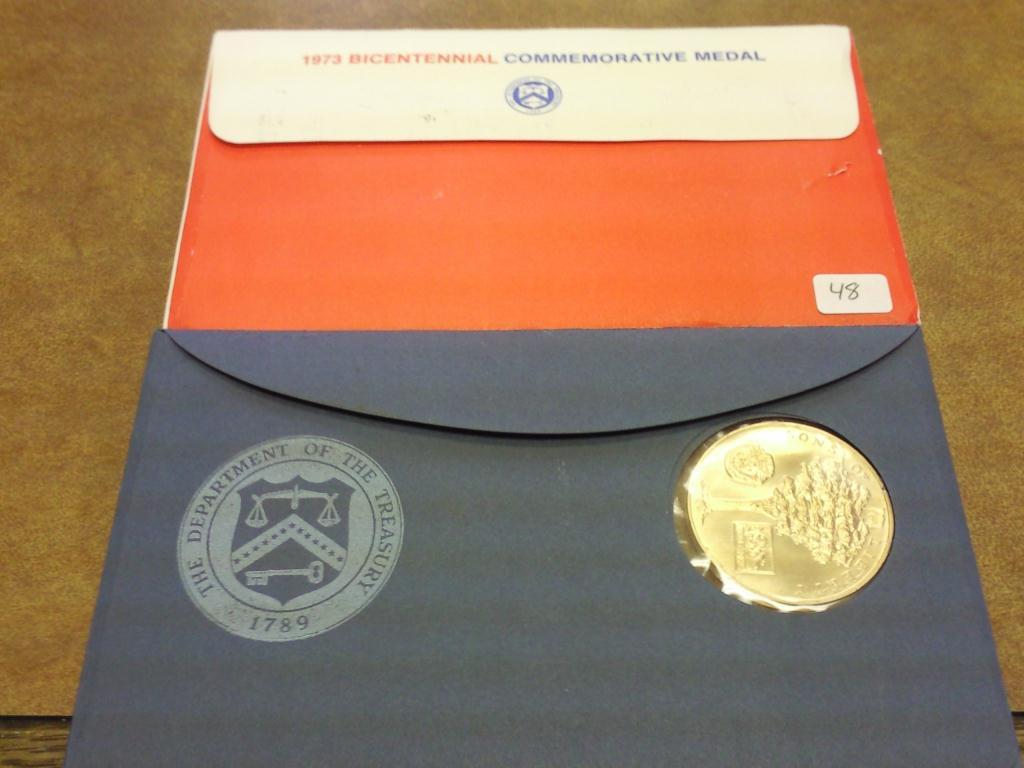 1973 BICENTENNIAL COMMEMORATIVE MEDAL
48
THE DEPARTMENT OF THE TREASURY
1789